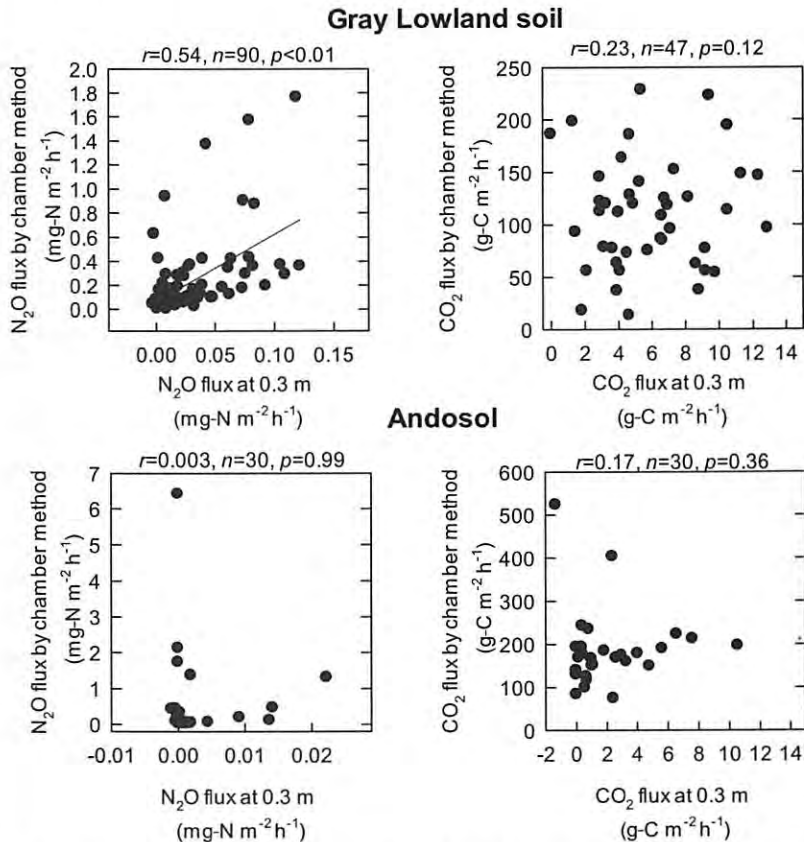 Gray Lowland soil
r=0.54, n=90, p<0.01
N₂O flux by chamber method
(mg-N m⁻² h⁻¹)
2.0
1.8
1.6
1.4
1.2
1.0
0.8
0.6
0.4
0.2
0.0
0.00 0.05 0.10 0.15
N₂O flux at 0.3 m
(mg-N m⁻² h⁻¹)
r=0.23, n=47, p=0.12
CO₂ flux by chamber method
(g-C m⁻² h⁻¹)
250
200
150
100
50
0
0 2 4 6 8 10 12 14
CO₂ flux at 0.3 m
(g-C m⁻² h⁻¹)
Andosol
r=0.003, n=30, p=0.99
N₂O flux by chamber method
(mg-N m⁻² h⁻¹)
7
6
5
4
3
2
1
0
-0.01 0.00 0.01 0.02
N₂O flux at 0.3 m
(mg-N m⁻² h⁻¹)
r=0.17, n=30, p=0.36
CO₂ flux by chamber method
(g-C m⁻² h⁻¹)
600
500
400
300
200
100
0
-2 0 2 4 6 8 10 12 14
CO₂ flux at 0.3 m
(g-C m⁻² h⁻¹)